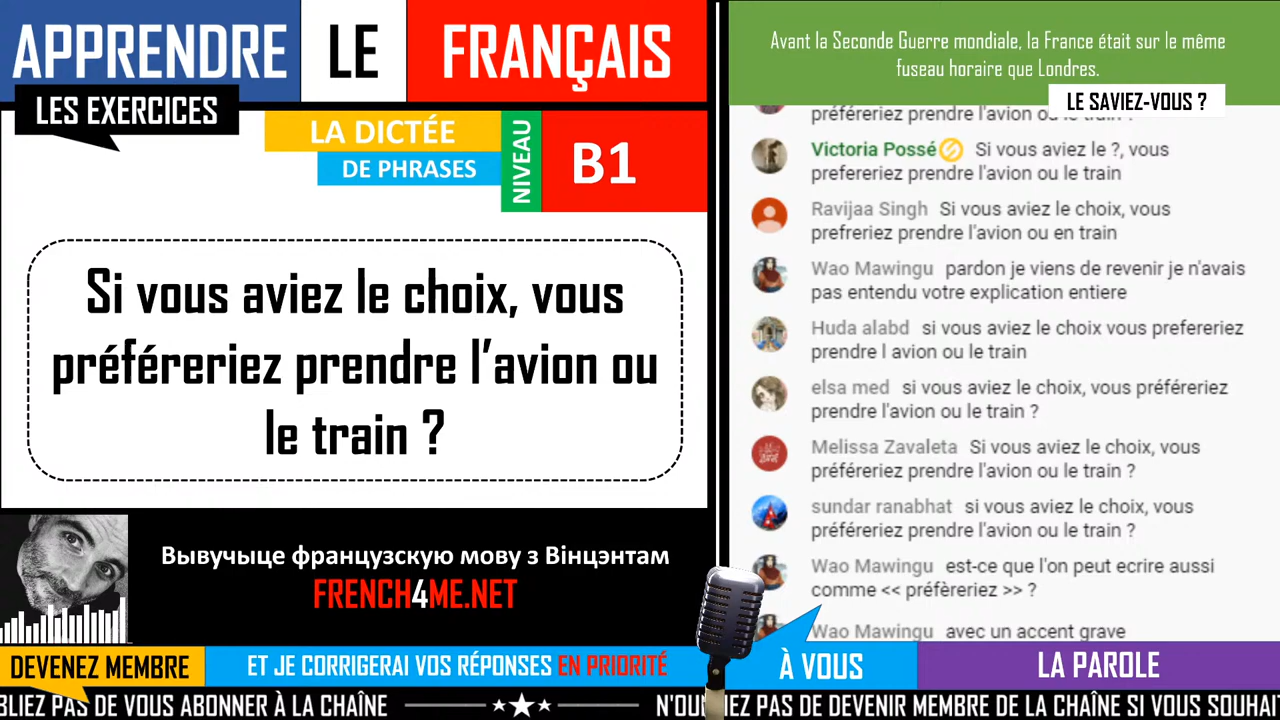 APPRENDRE LE FRANÇAIS
LES EXERCICES
LA DICTÉE
DE PHRASES
NIVEAU
B1
Si vous aviez le choix, vous
préféreriez prendre l’avion ou
le train ?
Вывучыце французскую мову з Вінцэнтам
FRENCH4ME.NET
DEVENEZ MEMBRE
ET JE CORRIGERAI VOS RÉPONSES EN PRIORITÉ
Avant la Seconde Guerre mondiale, la France était sur le même
fuseau horaire que Londres.
LE SAVIEZ-VOUS ?
préféreriez prendre l'avion ou le train ?
Victoria Possé Si vous aviez le ?, vous
prefereriez prendre l'avion ou le train
Ravijaa Singh Si vous aviez le choix, vous
prefreriez prendre l'avion ou en train
Wao Mawingu pardon je viens de revenir je n'avais
pas entendu votre explication entiere
Huda alabd si vous aviez le choix vous prefereriez
prendre l avion ou le train
elsa med si vous aviez le choix, vous préféreriez
prendre l'avion ou le train ?
Melissa Zavaleta Si vous aviez le choix, vous
préféreriez prendre l'avion ou le train ?
sundar ranabhat si vous aviez le choix, vous
préféreriez prendre l'avion ou le train ?
Wao Mawingu est-ce que l'on peut ecrire aussi
comme << préfèreriez >> ?
Wao Mawingu avec un accent grave
À VOUS
LA PAROLE
PAS DE VOUS ABONNER À LA CHAÎNE
PAS DE DEVENIR MEMBRE DE LA CHAÎNE SI VOUS